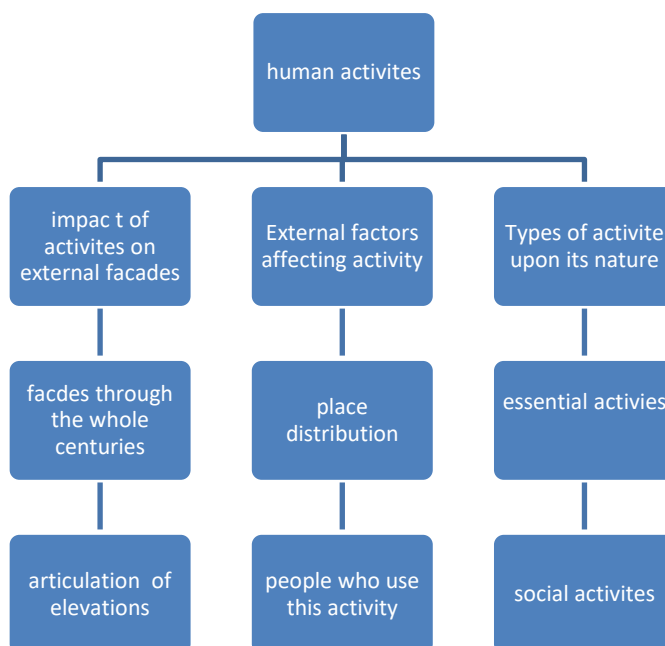 human activites
impac t of
activites on
external facades
External factors
affecting activity
Types of activite
upon its nature
facdes through
the whole
centuries
place
distribution
essential activies
articulation of
elevations
people who use
this activity
social activites